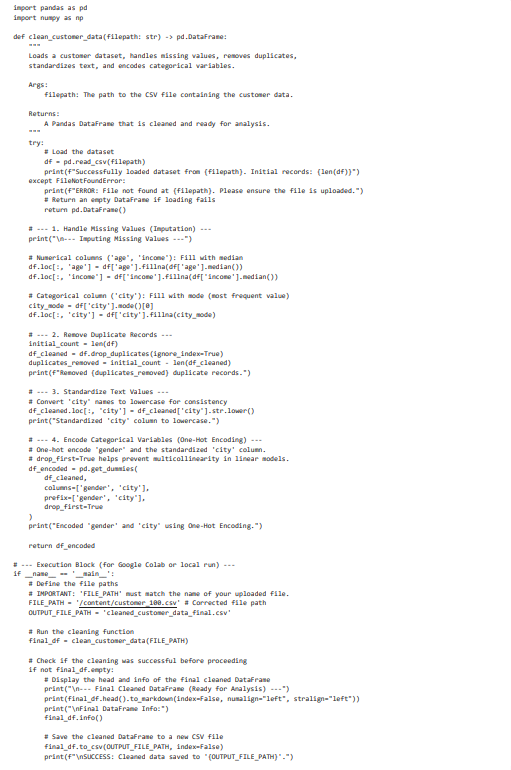 import pandas as pd
import numpy as np
def clean_customer_data(filepath: str) -> pd.DataFrame:
"""
Loads a customer dataset, handles missing values, removes duplicates,
standardizes text, and encodes categorical variables.
Args:
filepath: The path to the CSV file containing the customer data.
Returns:
A Pandas DataFrame that is cleaned and ready for analysis.
"""
try:
# Load the dataset
df = pd.read_csv(filepath)
print(f"Successfully loaded dataset from {filepath}. Initial records: {len(df)}")
except FileNotFoundError:
print(f"ERROR: File not found at {filepath}. Please ensure the file is uploaded.")
# Return an empty DataFrame if loading fails
return pd.DataFrame()
# --- 1. Handle Missing Values (Imputation) ---
print("\n--- Imputing Missing Values ---")
# Numerical columns ('age', 'income'): Fill with median
df.loc[:, 'age'] = df['age'].fillna(df['age'].median())
df.loc[:, 'income'] = df['income'].fillna(df['income'].median())
# Categorical column ('city'): Fill with mode (most frequent value)
city_mode = df['city'].mode()[0]
df.loc[:, 'city'] = df['city'].fillna(city_mode)
# --- 2. Remove Duplicate Records ---
initial_count = len(df)
df_cleaned = df.drop_duplicates(ignore_index=True)
duplicates_removed = initial_count - len(df_cleaned)
print(f"Removed {duplicates_removed} duplicate records.")
# --- 3. Standardize Text Values ---
# Convert 'city' names to lowercase for consistency
df_cleaned.loc[:, 'city'] = df_cleaned['city'].str.lower()
print("Standardized 'city' column to lowercase.")
# --- 4. Encode Categorical Variables (One-Hot Encoding) ---
# One-hot encode 'gender' and the standardized 'city' column.
# drop_first=True helps prevent multicollinearity in linear models.
df_encoded = pd.get_dummies(
df_cleaned,
columns=['gender', 'city'],
prefix=['gender', 'city'],
drop_first=True
)
print("Encoded 'gender' and 'city' using One-Hot Encoding.")
return df_encoded
# --- Execution Block (for Google Colab or local run) ---
if __name__ == '__main__':
# Define the file paths
# IMPORTANT: 'FILE_PATH' must match the name of your uploaded file.
FILE_PATH = '/content/customer_100.csv' # Corrected file path
OUTPUT_FILE_PATH = 'cleaned_customer_data_final.csv'
# Run the cleaning function
final_df = clean_customer_data(FILE_PATH)
# Check if the cleaning was successful before proceeding
if not final_df.empty:
# Display the head and info of the final cleaned DataFrame
print("\n--- Final Cleaned DataFrame (Ready for Analysis) ---")
print(final_df.head().to_markdown(index=False, numalign="left", stralign="left"))
print("\nFinal DataFrame Info:")
final_df.info()
# Save the cleaned DataFrame to a new CSV file
final_df.to_csv(OUTPUT_FILE_PATH, index=False)
print(f"\nSUCCESS: Cleaned data saved to '{OUTPUT_FILE_PATH}'.")